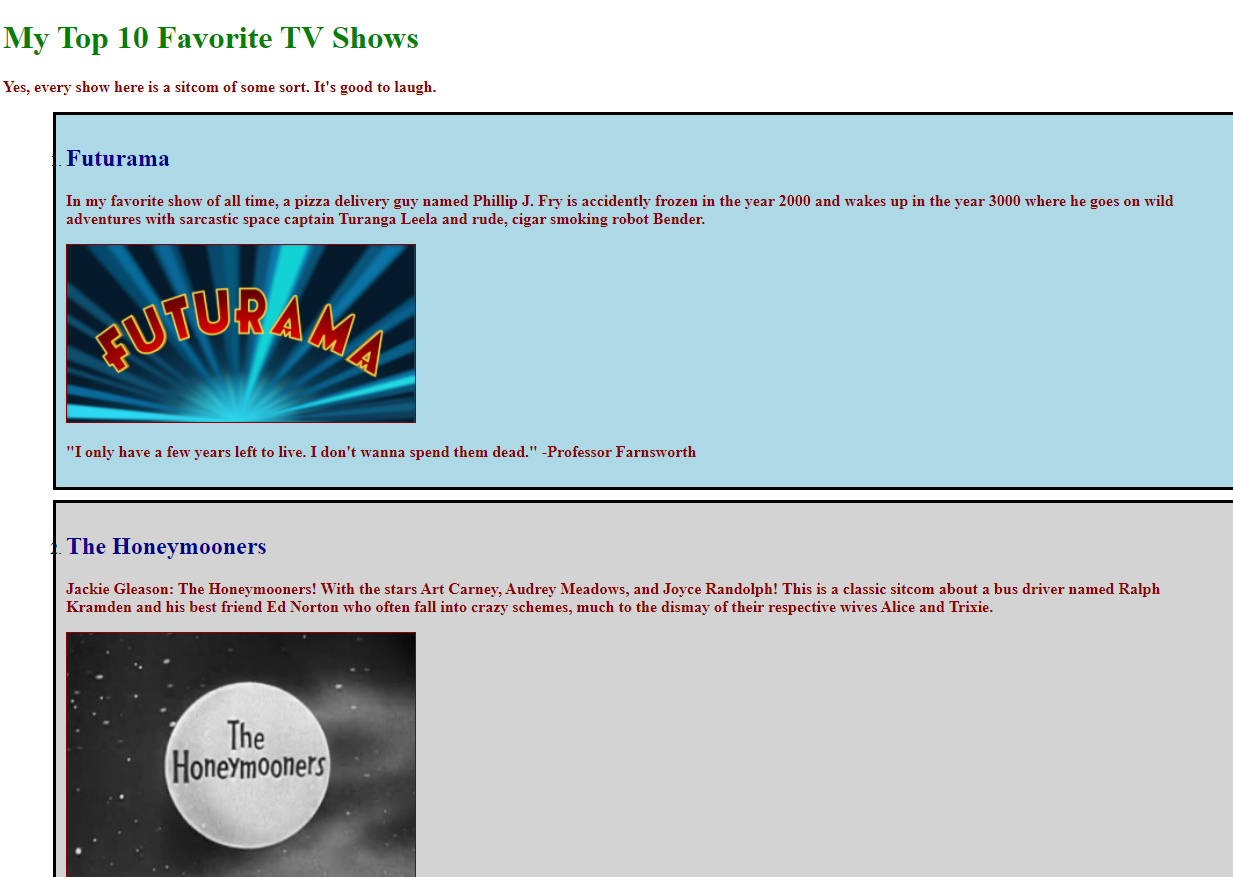 My Top 10 Favorite TV Shows
Yes, every show here is a sitcom of some sort. It's good to laugh.
1. Futurama
In my favorite show of all time, a pizza delivery guy named Phillip J. Fry is accidently frozen in the year 2000 and wakes up in the year 3000 where he goes on wild
adventures with sarcastic space captain Turanga Leela and rude, cigar smoking robot Bender.
FUTURAMA
"I only have a few years left to live. I don't wanna spend them dead." -Professor Farnsworth
2. The Honeymooners
Jackie Gleason: The Honeymooners! With the stars Art Carney, Audrey Meadows, and Joyce Randolph! This is a classic sitcom about a bus driver named Ralph
Kramden and his best friend Ed Norton who often fall into crazy schemes, much to the dismay of their respective wives Alice and Trixie.
The
Honeymooners